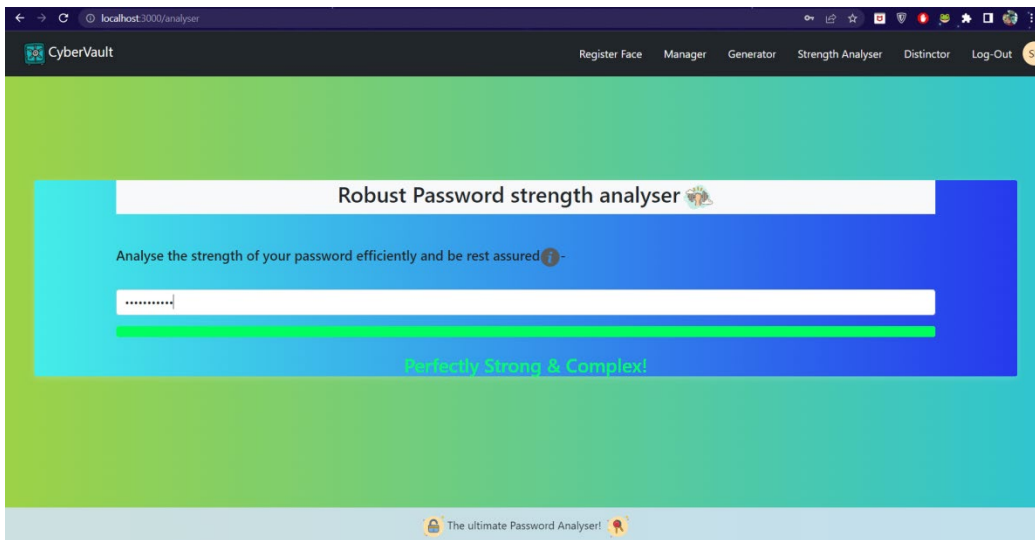 localhost:3000/analyser
CyberVault
Register Face Manager Generator Strength Analyser Distinctor Log-Out S
Robust Password strength analyser
Analyse the strength of your password efficiently and be rest assured i -
•••••••••••
Perfectly Strong & Complex!
The ultimate Password Analyser!